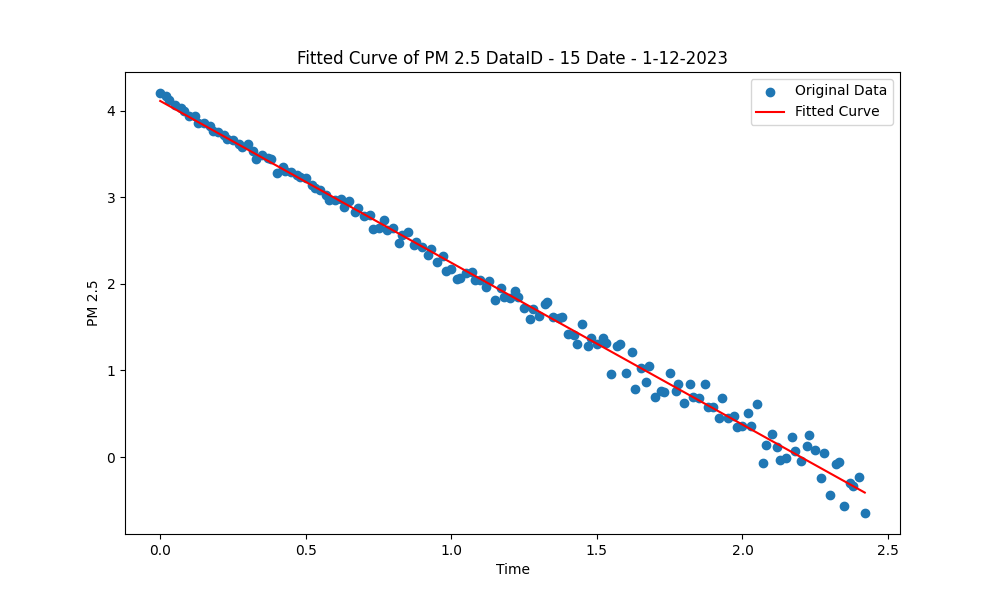 Fitted Curve of PM 2.5 DataID - 15 Date - 1-12-2023
Original Data
Fitted Curve
PM 2.5
4
3
2
1
0
0.0 0.5 1.0 1.5 2.0 2.5
Time